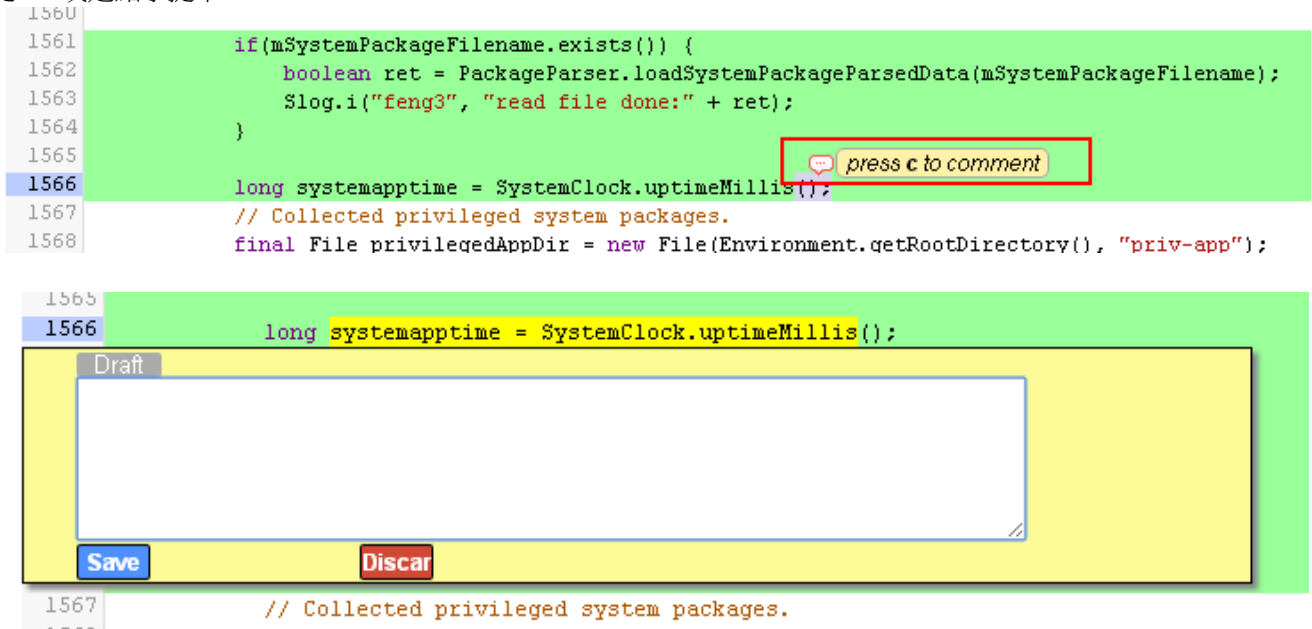 1560
1561 if(mSystemPackageFilename.exists()) {
1562 boolean ret = PackageParser.loadSystemPackageParsedData(mSystemPackageFilename);
1563 Slog.i("feng3", "read file done:" + ret);
1564 }
1565 press c to comment
1566 long systemapptime = SystemClock.uptimeMillis();
1567 // Collected privileged system packages.
1568 final File privilegedAppDir = new File(Environment.getRootDirectory(), "priv-app");
1565
1566 long systemapptime = SystemClock.uptimeMillis();
Draft
Save Discar
1567 // Collected privileged system packages.